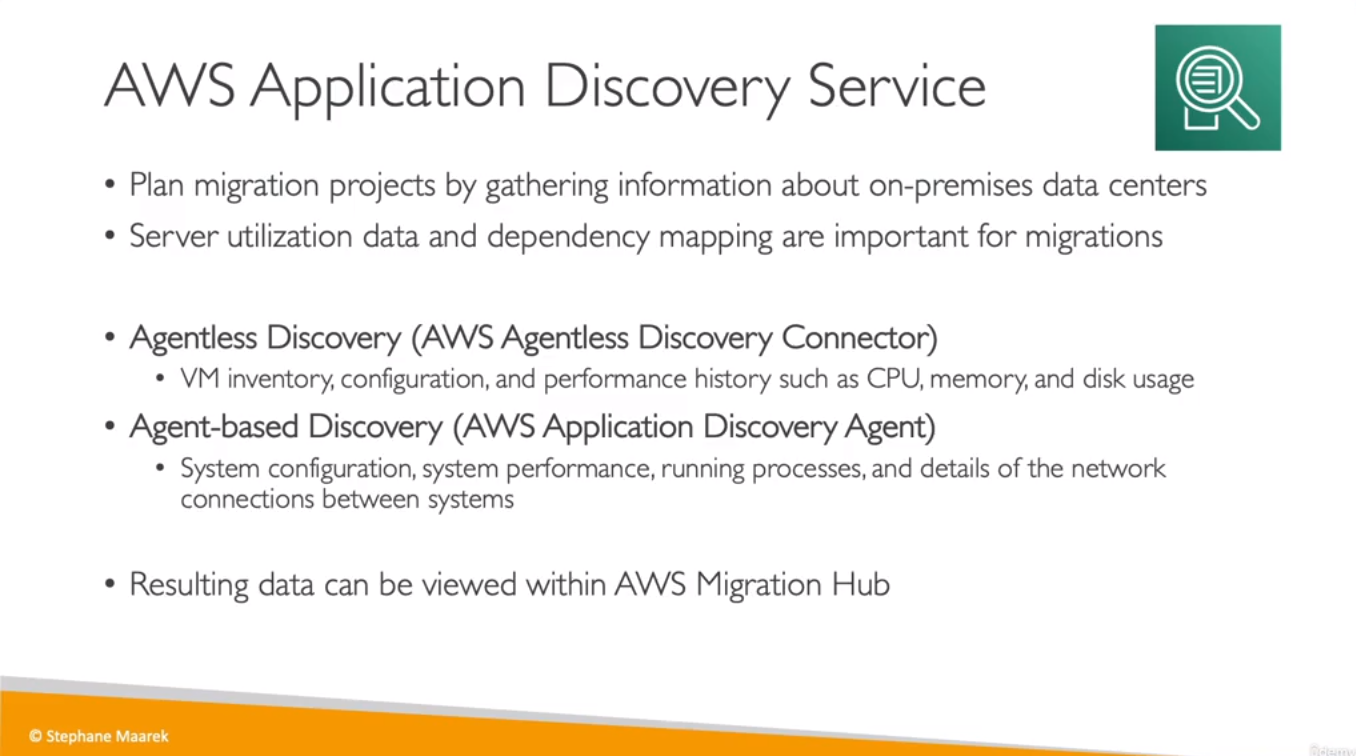 AWS Application Discovery Service
• Plan migration projects by gathering information about on-premises data centers
• Server utilization data and dependency mapping are important for migrations
• Agentless Discovery (AWS Agentless Discovery Connector)
• VM inventory, configuration, and performance history such as CPU, memory, and disk usage
• Agent-based Discovery (AWS Application Discovery Agent)
• System configuration, system performance, running processes, and details of the network
connections between systems
• Resulting data can be viewed within AWS Migration Hub
© Stephane Maarek